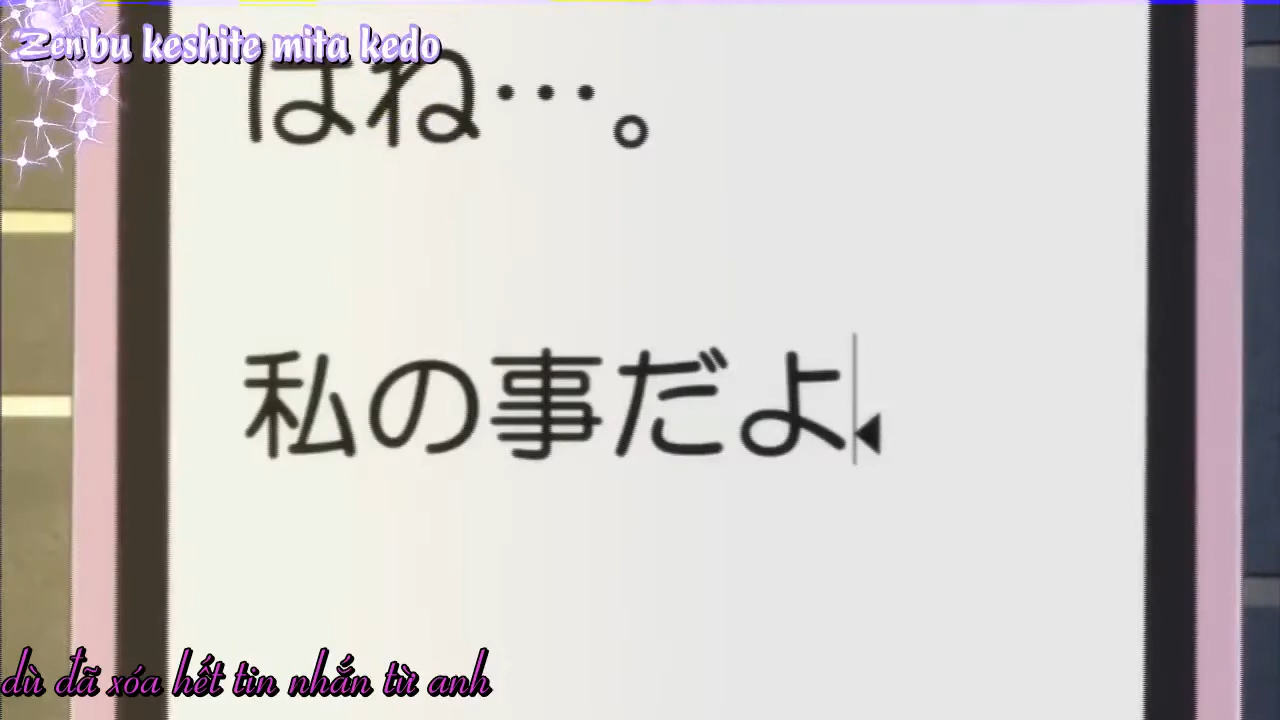 Zenbu keshite mita kedo
はね…。
私の事だよ
dù đã xóa hết tin nhắn từ anh